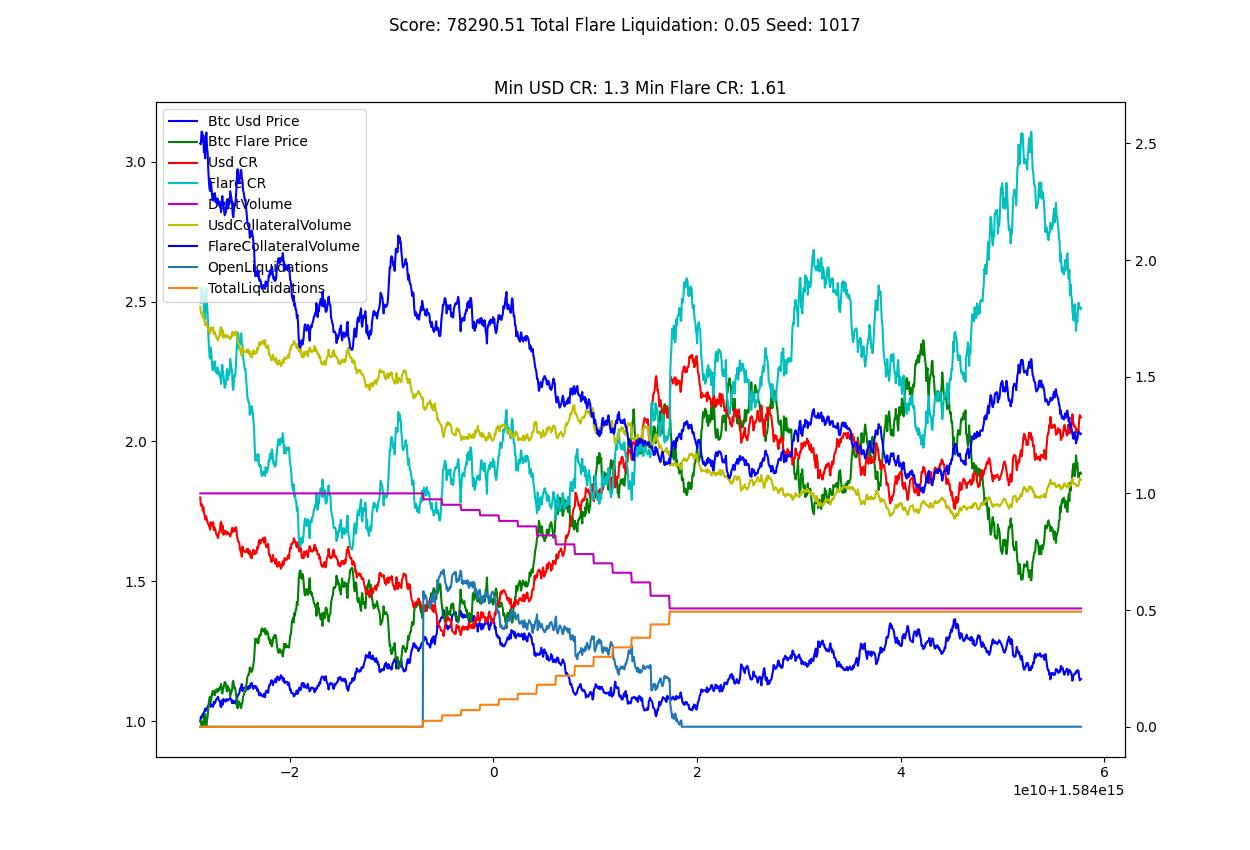 Score: 78290.51 Total Flare Liquidation: 0.05 Seed: 1017
Min USD CR: 1.3 Min Flare CR: 1.61
Btc Usd Price
Btc Flare Price
Usd CR
Flare CR
DebtVolume
UsdCollateralVolume
FlareCollateralVolume
OpenLiquidations
TotalLiquidations
3.0
2.5
2.0
1.5
1.0
2.5
2.0
1.5
1.0
0.5
0.0
−2
0
2
4
6
1e10+1.584e15